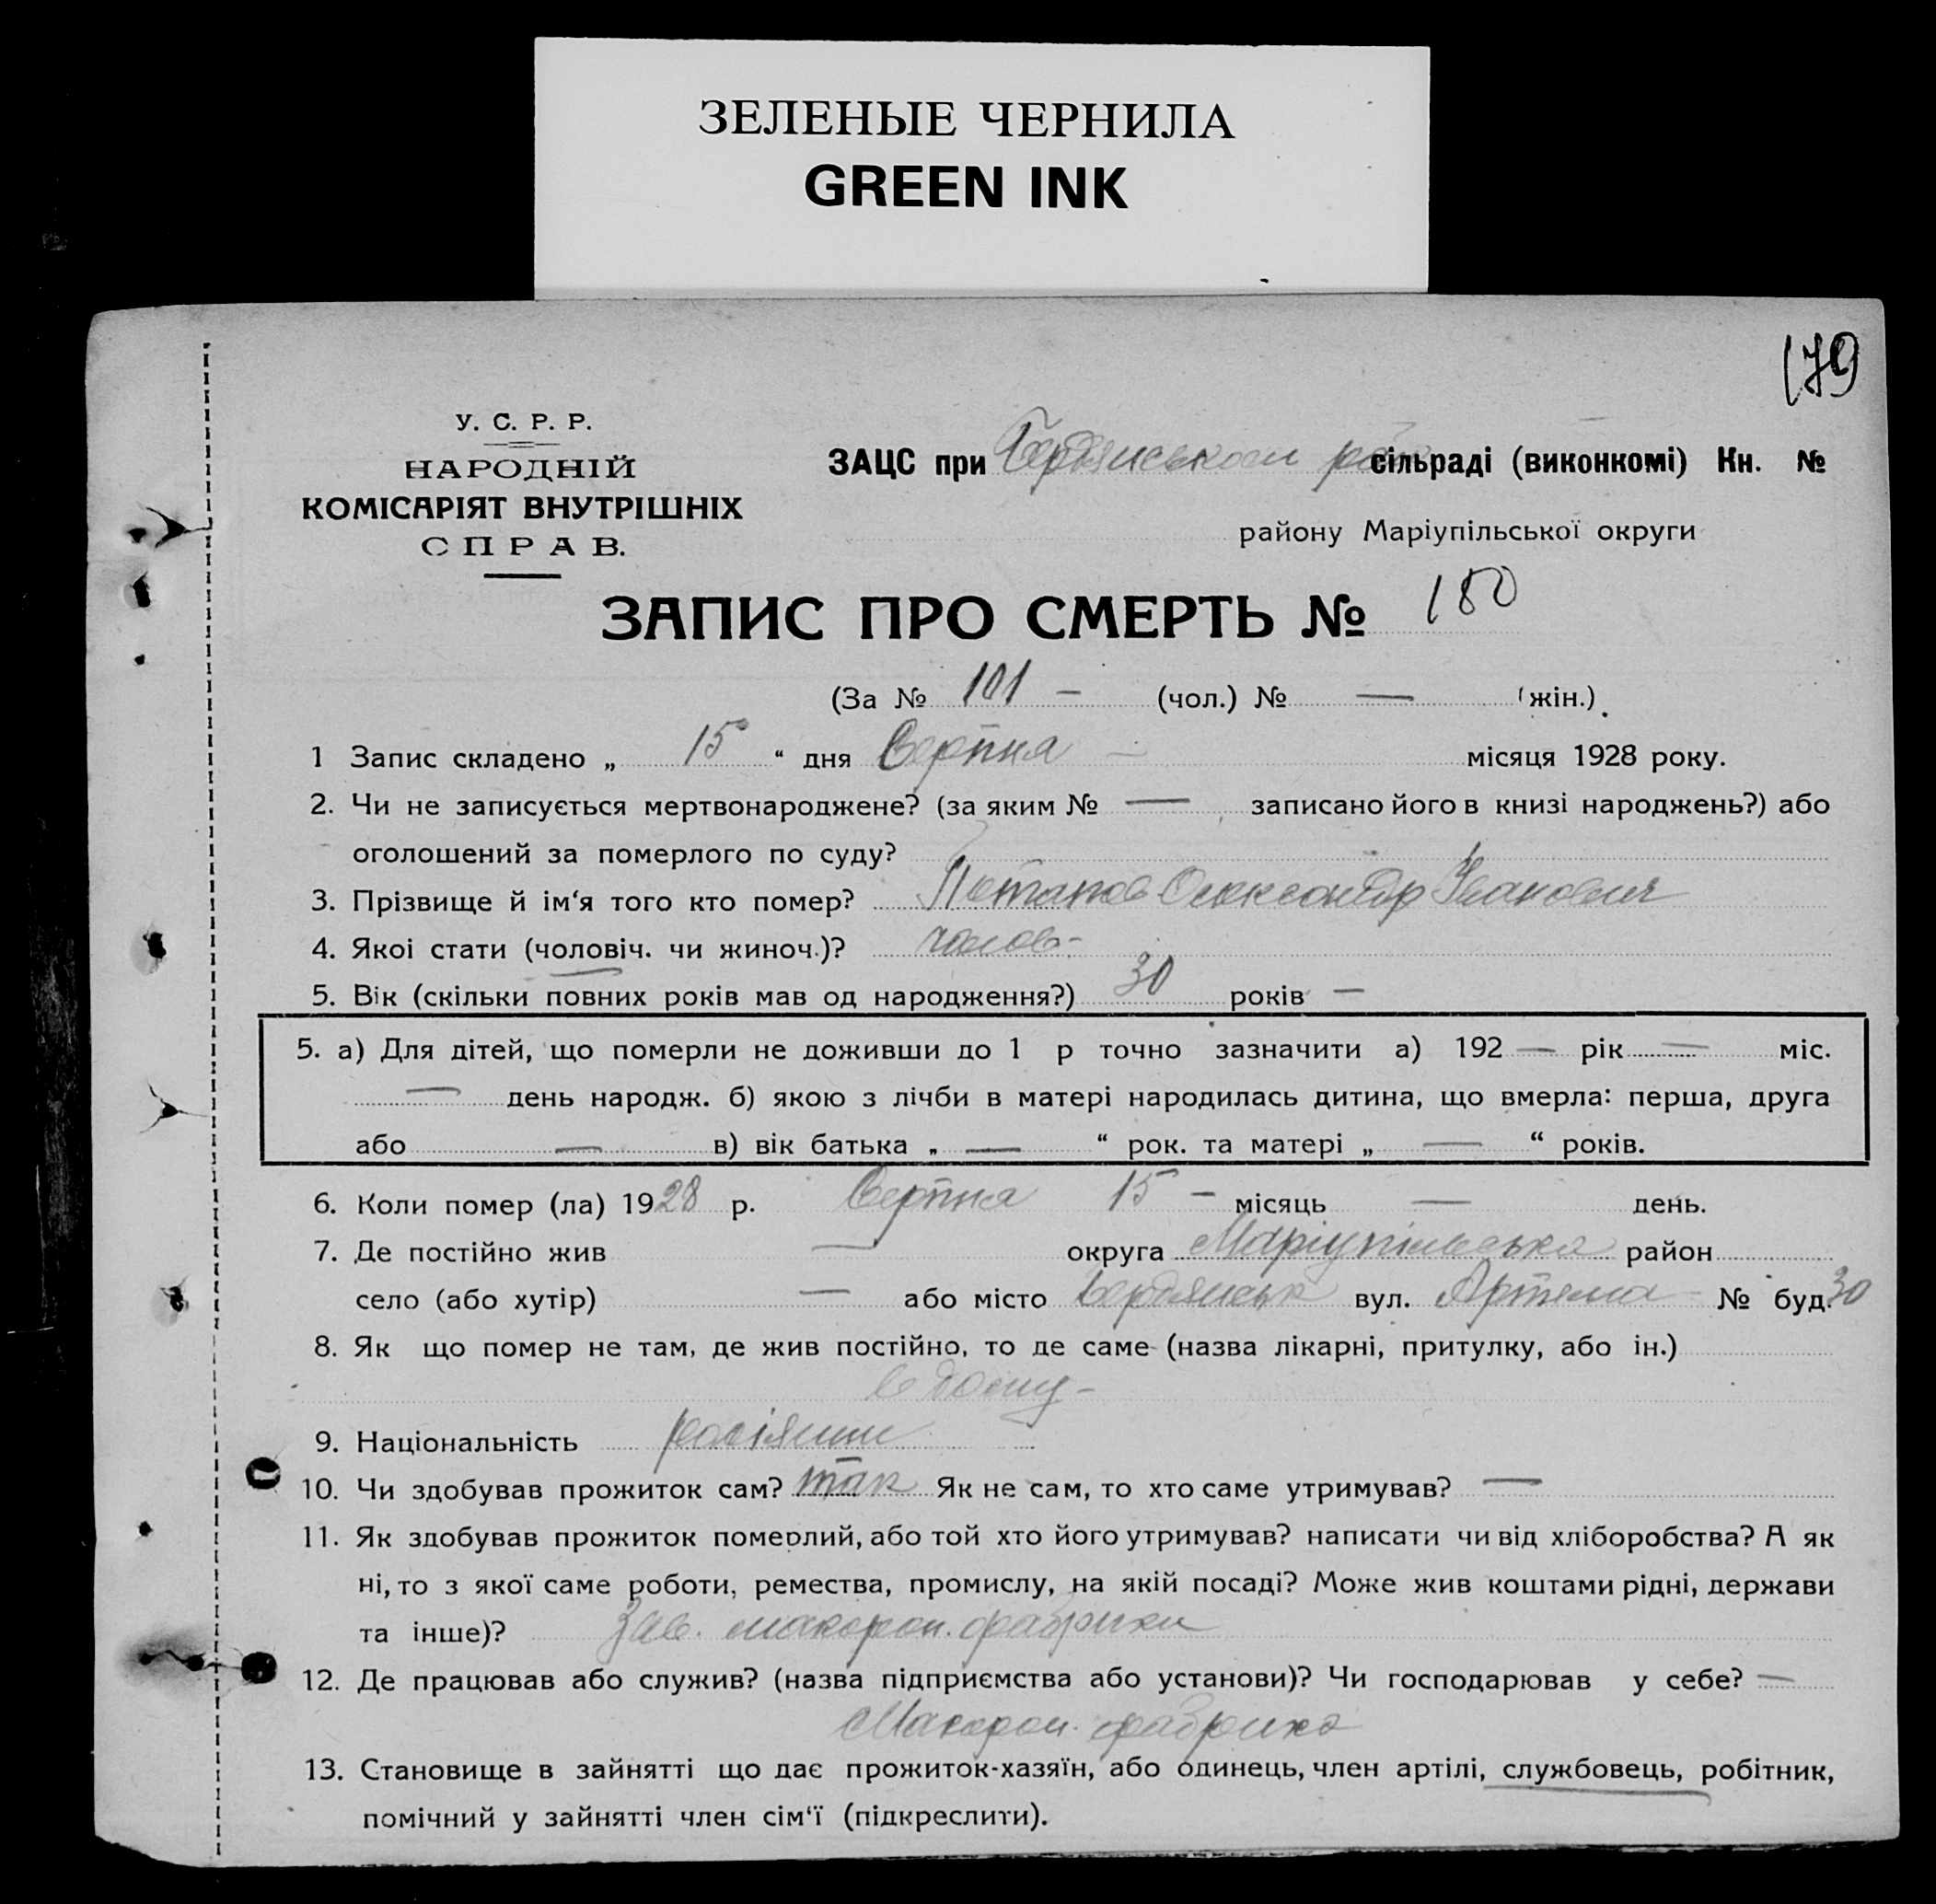 ЗЕЛЕНЫЕ ЧЕРНИЛА
GREEN INK
179
У. С. Р. Р.
НАРОДНІЙ
КОМІСАРІЯТ ВНУТРІШНІХ
СПРАВ.
ЗАЦС при Бердянськом рай сільраді (виконкомі) Кн. №
району Маріупільської округи
ЗАПИС ПРО СМЕРТЬ № 180
(За № 101 — (чол.) № — (жін.)
1 Запис складено „ 15 “ дня Серпня — місяця 1928 року.
2. Чи не записується мертвонароджене? (за яким № — записано його в книзі народжень?) або
оголошений за померлого по суду?
3. Прізвище й ім‘я того кто помер? Потапов Олександр Іванович
4. Якоі стати (чоловіч. чи жиноч.)? чолов-
5. Вік (скільки повних років мав од народження?) 30 років —
5. а) Для дітей, що померли не доживши до 1 р точно зазначити а) 192 — рік — міс.
— день народж. б) якою з лічби в матері народилась дитина, що вмерла: перша, друга
або — в) вік батька „ — “ рок. та матері „ — “ років.
6. Коли помер (ла) 1928 р. Серпня 15 — місяць — день.
7. Де постійно жив — округа Маріупільська район
село (або хутір) — або місто Бердянськ вул. Артема № буд. 30
8. Як що помер не там, де жив постійно, то де саме (назва лікарні, притулку, або ін.)
в дому -
9. Національність росіянин
10. Чи здобував прожиток сам? так Як не сам, то хто саме утримував? —
11. Як здобував прожиток померлий, або той хто його утримував? написати чи від хліборобства? А як
ні, то з якої саме роботи, ремества, промислу, на якій посаді? Може жив коштами рідні, держави
та інше)? Зав. макарон. фабрики
12. Де працював або служив? (назва підприємства або установи)? Чи господарював у себе? —
Макарон. фабрика
13. Становище в зайнятті що дає прожиток-хазяїн, або одинець, член артілі, службовець, робітник,
помічний у зайнятті член сім‘ї (підкреслити).